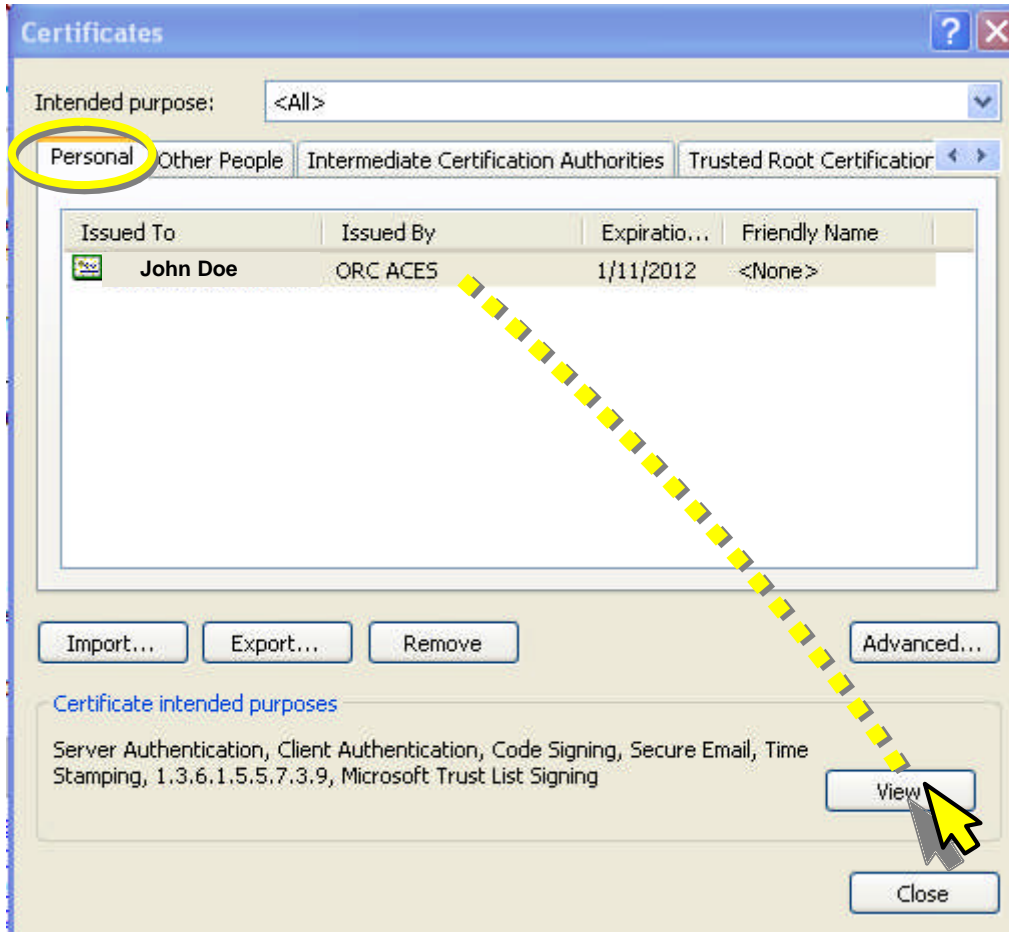 Certificates
Intended purpose: <All>
Personal Other People Intermediate Certification Authorities Trusted Root Certification
Issued To Issued By Expiratio... Friendly Name
John Doe ORC ACES 1/11/2012 <None>
Import... Export... Remove Advanced...
Certificate intended purposes
Server Authentication, Client Authentication, Code Signing, Secure Email, Time
Stamping, 1.3.6.1.5.5.7.3.9, Microsoft Trust List Signing
View
Close